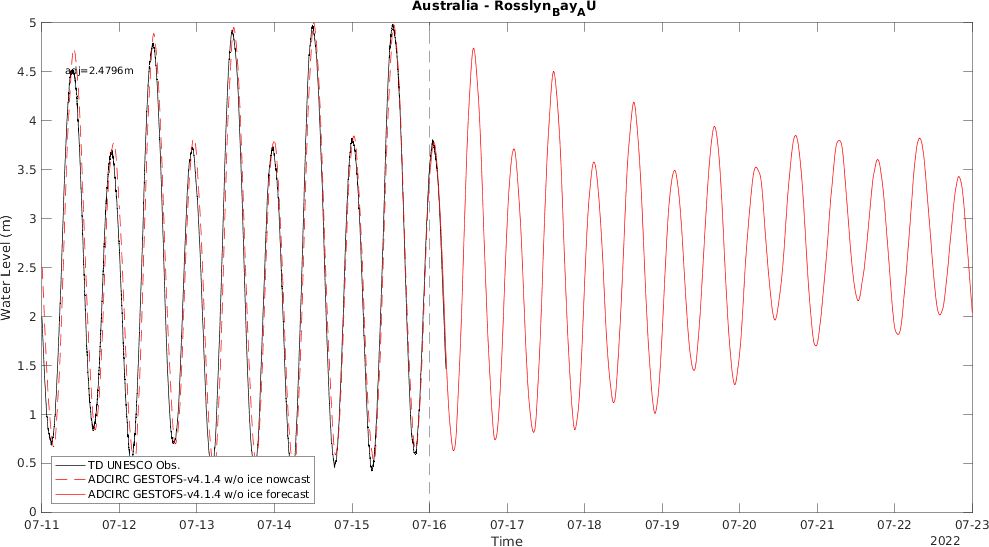 Australia - Rosslyn_Bay_AU
Water Level (m)
5
4.5
4
3.5
3
2.5
2
1.5
1
0.5
0
adj=2.4796m
TD UNESCO Obs.
ADCIRC GESTOFS-v4.1.4 w/o ice nowcast
ADCIRC GESTOFS-v4.1.4 w/o ice forecast
07-11 07-12 07-13 07-14 07-15 07-16 07-17 07-18 07-19 07-20 07-21 07-22 07-23
Time
2022